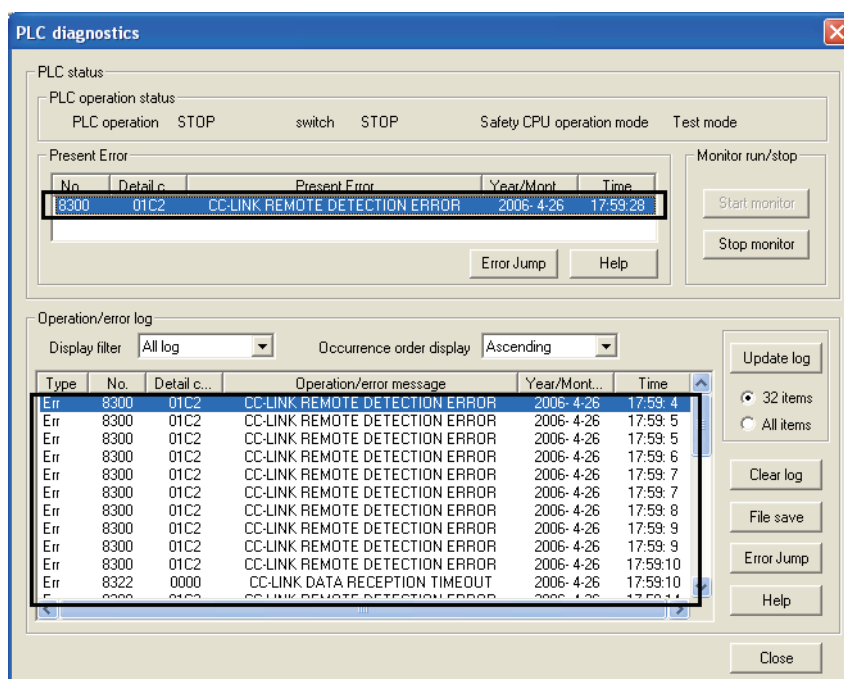 PLC diagnostics
PLC status
PLC operation status
PLC operation STOP switch STOP Safety CPU operation mode Test mode
Present Error
Monitor run/stop
No. Detail c... Present Error Year/Mont... Time
8300 01C2 CC-LINK REMOTE DETECTION ERROR 2006- 4-26 17:59:28
Start monitor
Stop monitor
Error Jump Help
Operation/error log
Display filter All log Occurrence order display Ascending
Update log
32 items
All items
Clear log
File save
Error Jump
Help
Type No. Detail c... Operation/error message Year/Mont... Time
Err 8300 01C2 CC-LINK REMOTE DETECTION ERROR 2006- 4-26 17:59: 4
Err 8300 01C2 CC-LINK REMOTE DETECTION ERROR 2006- 4-26 17:59: 5
Err 8300 01C2 CC-LINK REMOTE DETECTION ERROR 2006- 4-26 17:59: 5
Err 8300 01C2 CC-LINK REMOTE DETECTION ERROR 2006- 4-26 17:59: 6
Err 8300 01C2 CC-LINK REMOTE DETECTION ERROR 2006- 4-26 17:59: 7
Err 8300 01C2 CC-LINK REMOTE DETECTION ERROR 2006- 4-26 17:59: 7
Err 8300 01C2 CC-LINK REMOTE DETECTION ERROR 2006- 4-26 17:59: 8
Err 8300 01C2 CC-LINK REMOTE DETECTION ERROR 2006- 4-26 17:59: 9
Err 8300 01C2 CC-LINK REMOTE DETECTION ERROR 2006- 4-26 17:59: 9
Err 8300 01C2 CC-LINK REMOTE DETECTION ERROR 2006- 4-26 17:59:10
Err 8322 0000 CC-LINK DATA RECEPTION TIMEOUT 2006- 4-26 17:59:10
Close